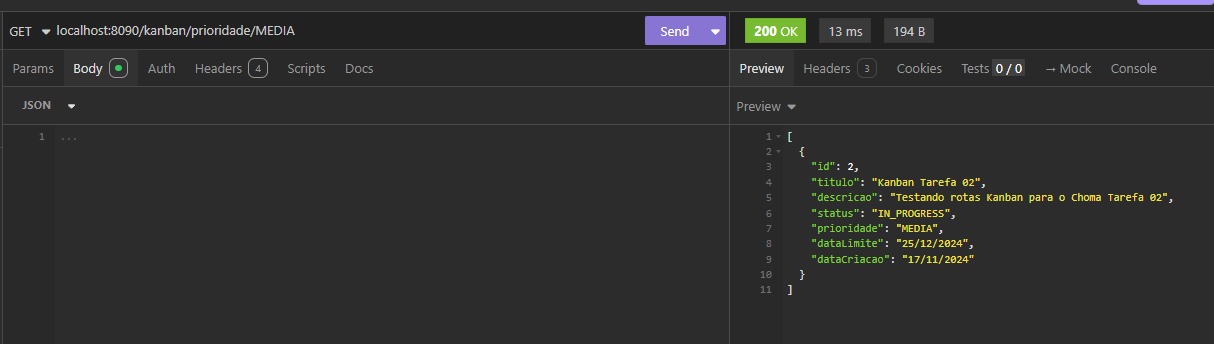 GET localhost:8090/kanban/prioridade/MEDIA Send 200 OK 13 ms 194 B
Params Body Auth Headers 4 Scripts Docs Preview Headers 3 Cookies Tests 0 / 0 → Mock Console
JSON Preview
1 ...
1 [
2 {
3 "id": 2,
4 "titulo": "Kanban Tarefa 02",
5 "descricao": "Testando rotas Kanban para o Choma Tarefa 02",
6 "status": "IN_PROGRESS",
7 "prioridade": "MEDIA",
8 "dataLimite": "25/12/2024",
9 "dataCriacao": "17/11/2024"
10 }
11 ]